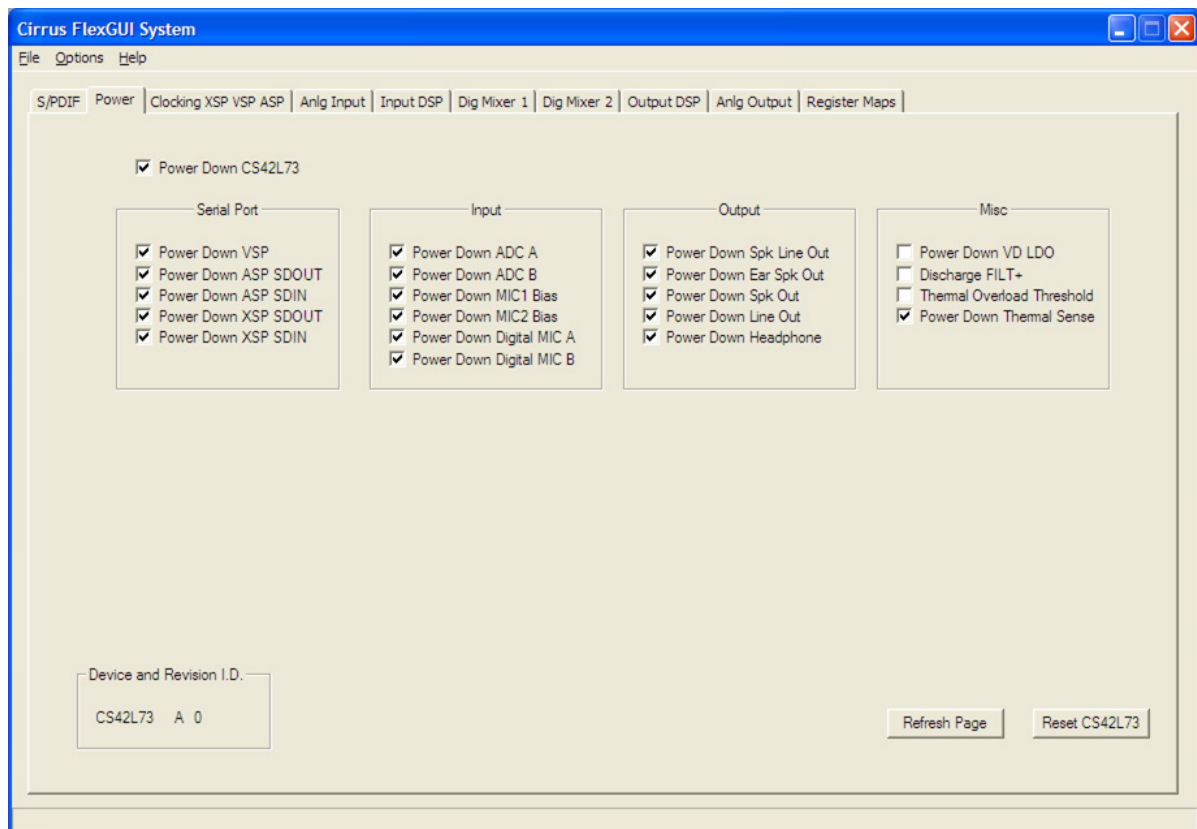 Cirrus FlexGUI System
File Options Help
S/PDIF Power Clocking XSP VSP ASP Anlg Input Input DSP Dig Mixer 1 Dig Mixer 2 Output DSP Anlg Output Register Maps
Power Down CS42L73
Serial Port
Power Down VSP
Power Down ASP SDOUT
Power Down ASP SDIN
Power Down XSP SDOUT
Power Down XSP SDIN
Input
Power Down ADC A
Power Down ADC B
Power Down MIC1 Bias
Power Down MIC2 Bias
Power Down Digital MIC A
Power Down Digital MIC B
Output
Power Down Spk Line Out
Power Down Ear Spk Out
Power Down Spk Out
Power Down Line Out
Power Down Headphone
Misc
Power Down VD LDO
Discharge FILT+
Thermal Overload Threshold
Power Down Thermal Sense
Device and Revision I.D.
CS42L73 A 0
Refresh Page
Reset CS42L73